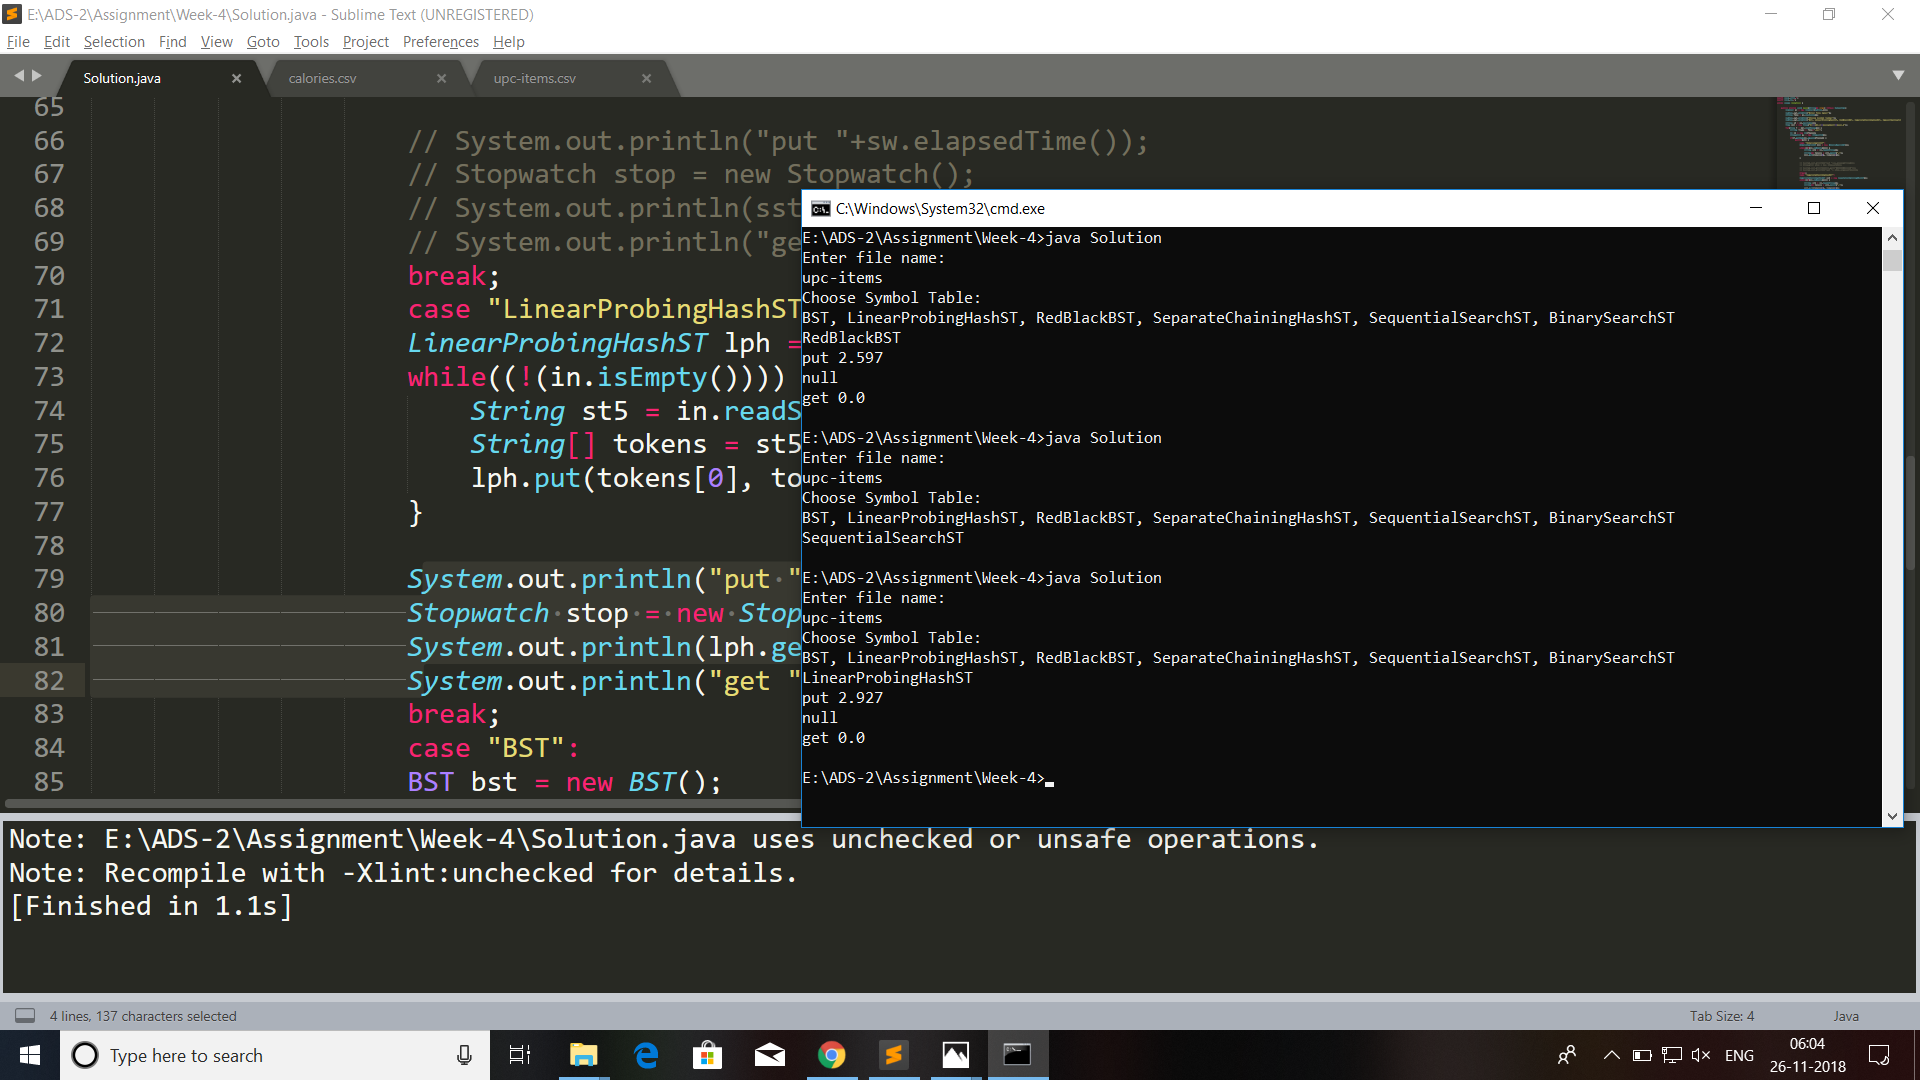 E:\ADS-2\Assignment\Week-4\Solution.java - Sublime Text (UNREGISTERED)
File Edit Selection Find View Goto Tools Project Preferences Help
Solution.java calories.csv upc-items.csv
65
66 // System.out.println("put "+sw.elapsedTime());
67 // Stopwatch stop = new Stopwatch();
68 // System.out.println(sst
69 // System.out.println("ge
70 break;
71 case "LinearProbingHashST
72 LinearProbingHashST lph =
73 while((!(in.isEmpty())))
74 String st5 = in.readS
75 String[] tokens = st5
76 lph.put(tokens[0], to
77 }
78
79 System.out.println("put "
80 Stopwatch stop = new Stop
81 System.out.println(lph.ge
82 System.out.println("get "
83 break;
84 case "BST":
85 BST bst = new BST();
C:\Windows\System32\cmd.exe
E:\ADS-2\Assignment\Week-4>java Solution
Enter file name:
upc-items
Choose Symbol Table:
BST, LinearProbingHashST, RedBlackBST, SeparateChainingHashST, SequentialSearchST, BinarySearchST
RedBlackBST
put 2.597
null
get 0.0
E:\ADS-2\Assignment\Week-4>java Solution
Enter file name:
upc-items
Choose Symbol Table:
BST, LinearProbingHashST, RedBlackBST, SeparateChainingHashST, SequentialSearchST, BinarySearchST
SequentialSearchST
E:\ADS-2\Assignment\Week-4>java Solution
Enter file name:
upc-items
Choose Symbol Table:
BST, LinearProbingHashST, RedBlackBST, SeparateChainingHashST, SequentialSearchST, BinarySearchST
LinearProbingHashST
put 2.927
null
get 0.0
E:\ADS-2\Assignment\Week-4>
Note: E:\ADS-2\Assignment\Week-4\Solution.java uses unchecked or unsafe operations.
Note: Recompile with -Xlint:unchecked for details.
[Finished in 1.1s]
4 lines, 137 characters selected Tab Size: 4 Java
Type here to search
ENG
06:04
26-11-2018